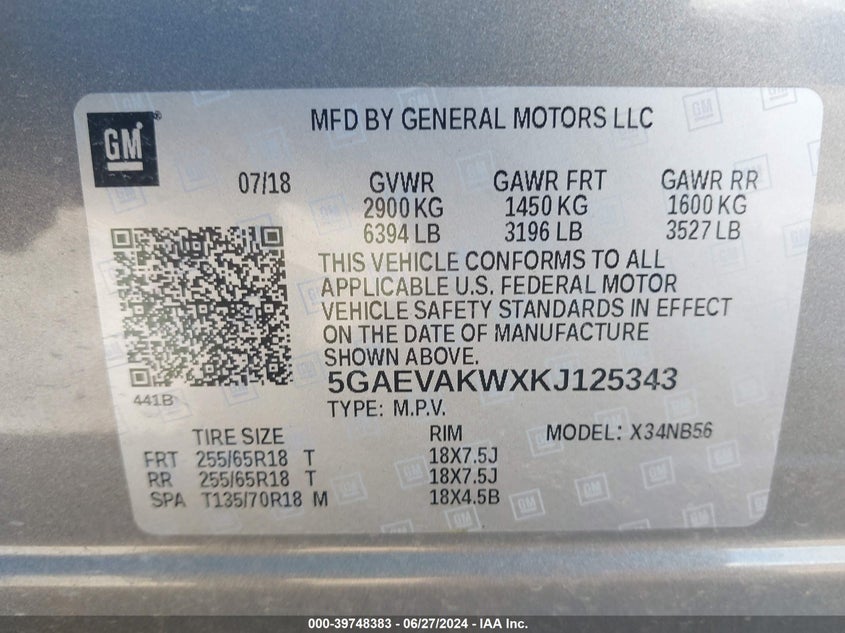 GM
MFD BY GENERAL MOTORS LLC
07/18 GVWR GAWR FRT GAWR RR
2900 KG 1450 KG 1600 KG
6394 LB 3196 LB 3527 LB
THIS VEHICLE CONFORMS TO ALL
APPLICABLE U.S. FEDERAL MOTOR
VEHICLE SAFETY STANDARDS IN EFFECT
ON THE DATE OF MANUFACTURE
SHOWN ABOVE.
441B
5GAEVAKWXKJ125343
TYPE: M.P.V.
TIRE SIZE RIM MODEL: X34NB56
FRT 255/65R18 T 18X7.5J
RR 255/65R18 T 18X7.5J
SPA T135/70R18 M 18X4.5B
000-39748383 - 06/27/2024 - IAA Inc.